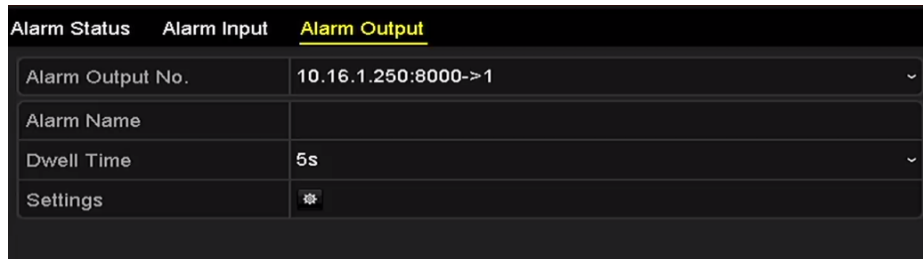 Alarm Status Alarm Input Alarm Output
Alarm Output No. 10.16.1.250:8000->1
Alarm Name
Dwell Time 5s
Settings